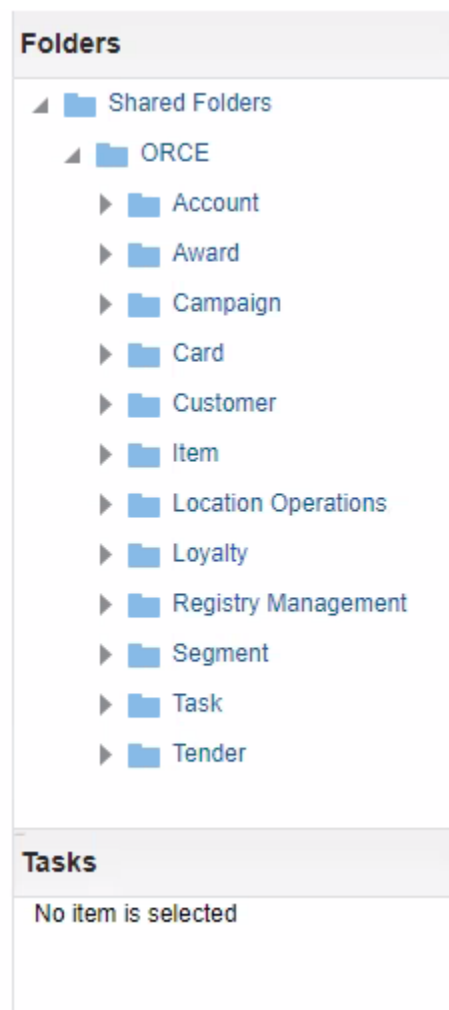 Folders
Shared Folders
ORCE
Account
Award
Campaign
Card
Customer
Item
Location Operations
Loyalty
Registry Management
Segment
Task
Tender
Tasks
No item is selected